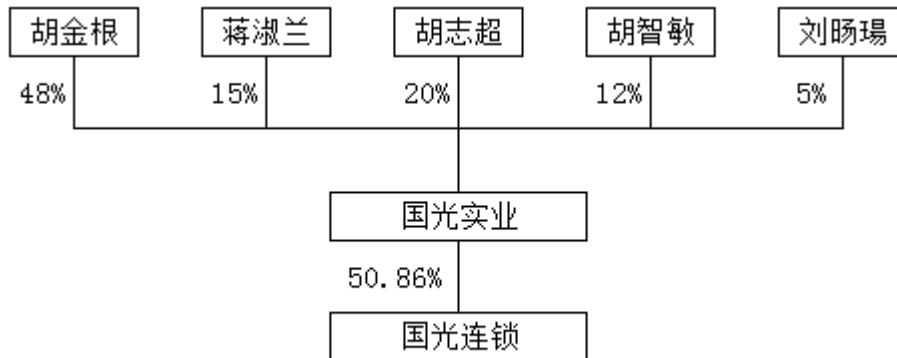 胡金根 蒋淑兰 胡志超 胡智敏 刘旸瑒
48% 15% 20% 12% 5%
国光实业
50.86%
国光连锁